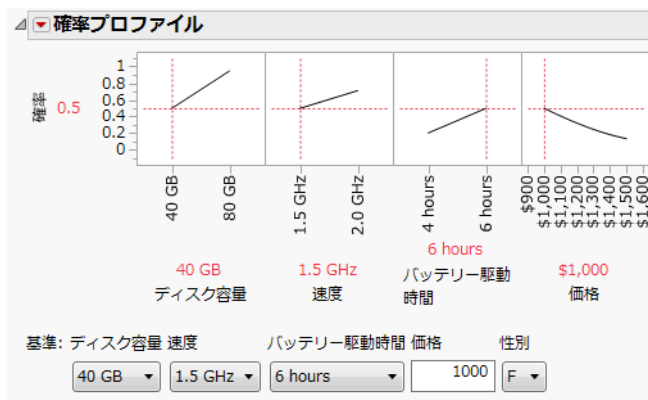 確率プロファイル
1
0.8
0.6
0.4
0.2
0
確率
0.5
40 GB
80 GB
1.5 GHz
2.0 GHz
4 hours
6 hours
$900
$1,000
$1,100
$1,200
$1,300
$1,400
$1,500
$1,600
40 GB
ディスク容量
1.5 GHz
速度
6 hours
バッテリー駆動
時間
$1,000
価格
基準: ディスク容量 速度 バッテリー駆動時間 価格 性別
40 GB 1.5 GHz 6 hours 1000 F